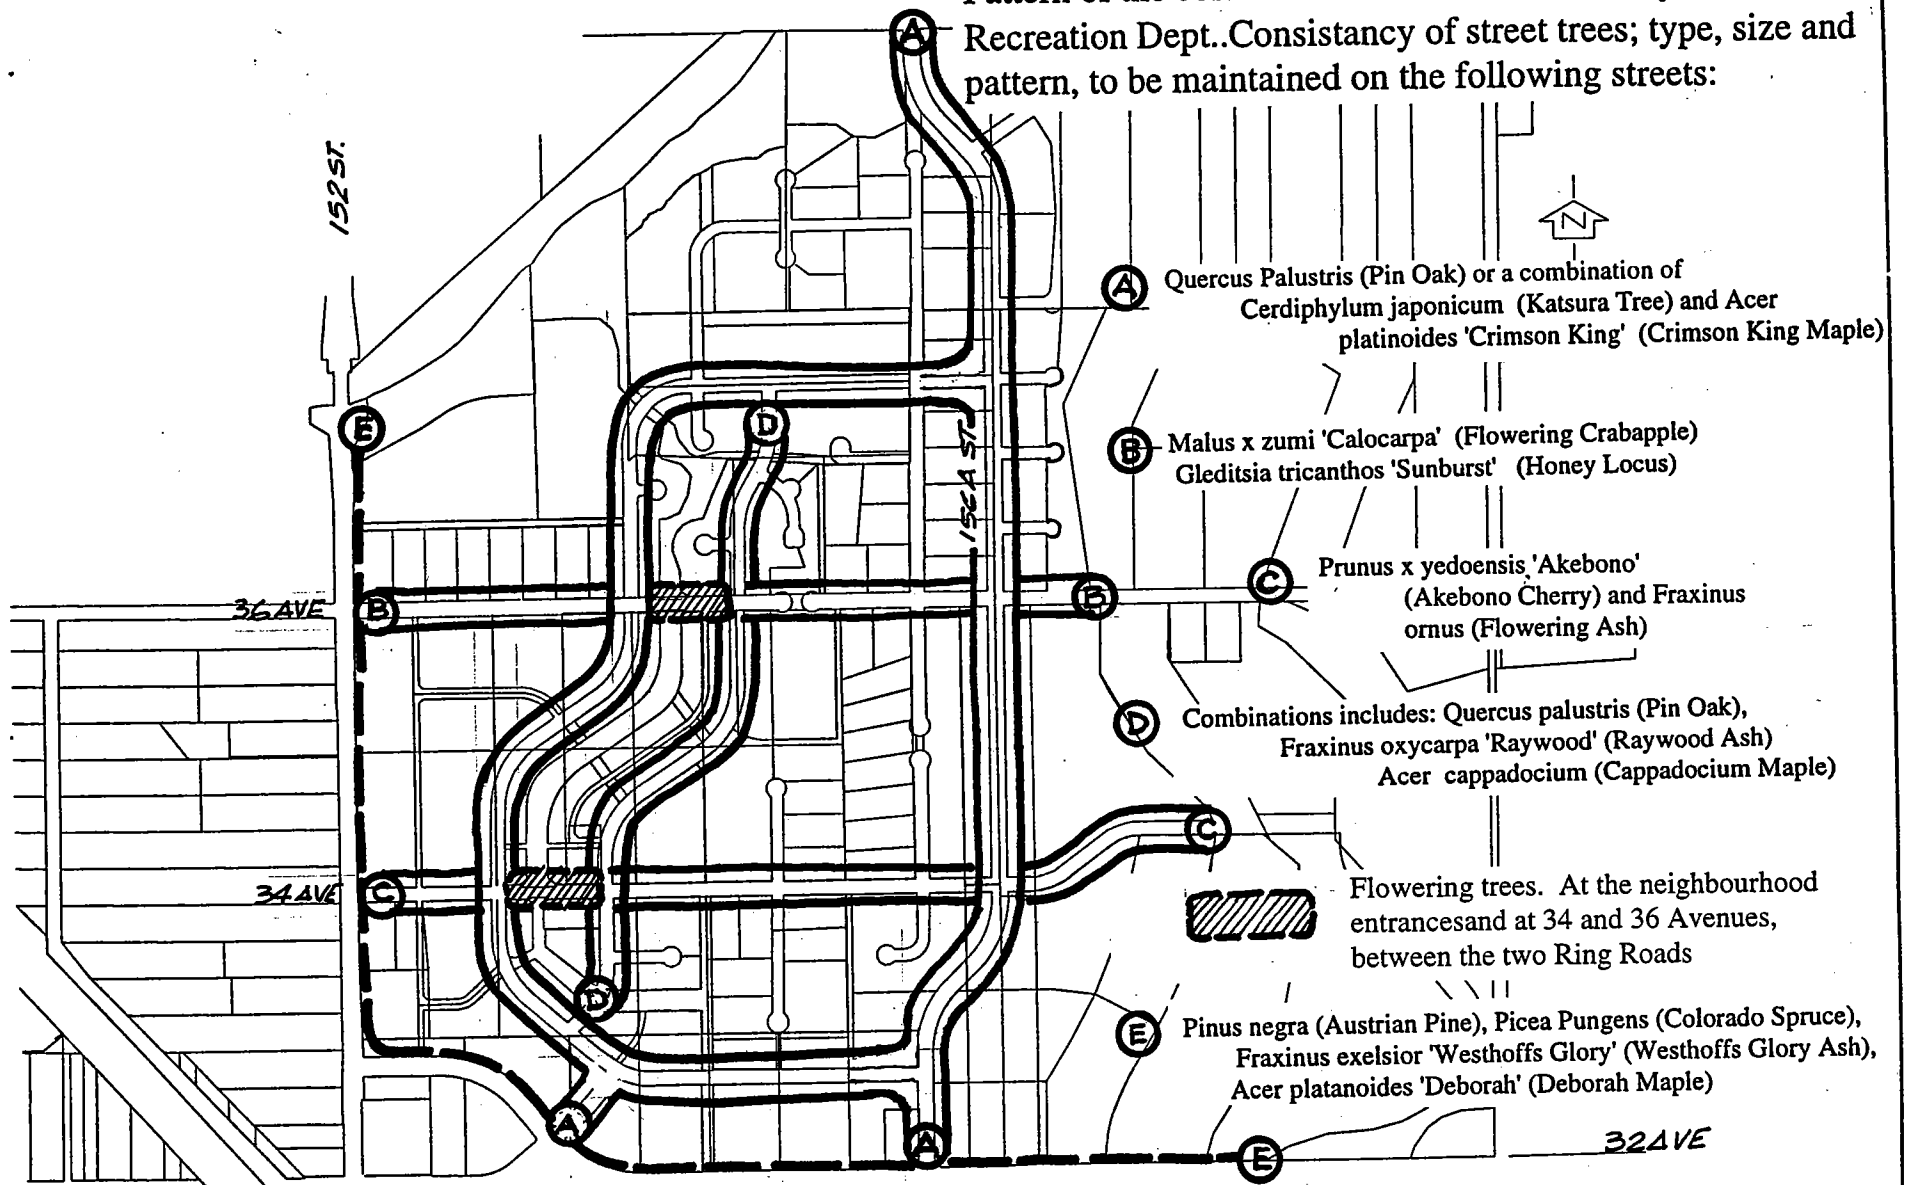 Recreation Dept..Consistancy of street trees; type, size and
pattern, to be maintained on the following streets:
A
152 ST.
N
A Quercus Palustris (Pin Oak) or a combination of
Cerdiphylum japonicum (Katsura Tree) and Acer
platinoides 'Crimson King' (Crimson King Maple)
E
D
156A ST.
B Malus x zumi 'Calocarpa' (Flowering Crabapple)
Gleditsia tricanthos 'Sunburst' (Honey Locus)
36 AVE
B
B
C Prunus x yedoensis, 'Akebono'
(Akebono Cherry) and Fraxinus
ornus (Flowering Ash)
D Combinations includes: Quercus palustris (Pin Oak),
Fraxinus oxycarpa 'Raywood' (Raywood Ash)
Acer cappadocium (Cappadocium Maple)
C
34 AVE
C
Flowering trees. At the neighbourhood
entrancesand at 34 and 36 Avenues,
between the two Ring Roads
D
E Pinus negra (Austrian Pine), Picea Pungens (Colorado Spruce),
Fraxinus exelsior 'Westhoffs Glory' (Westhoffs Glory Ash),
Acer platanoides 'Deborah' (Deborah Maple)
A
A
E
32 AVE